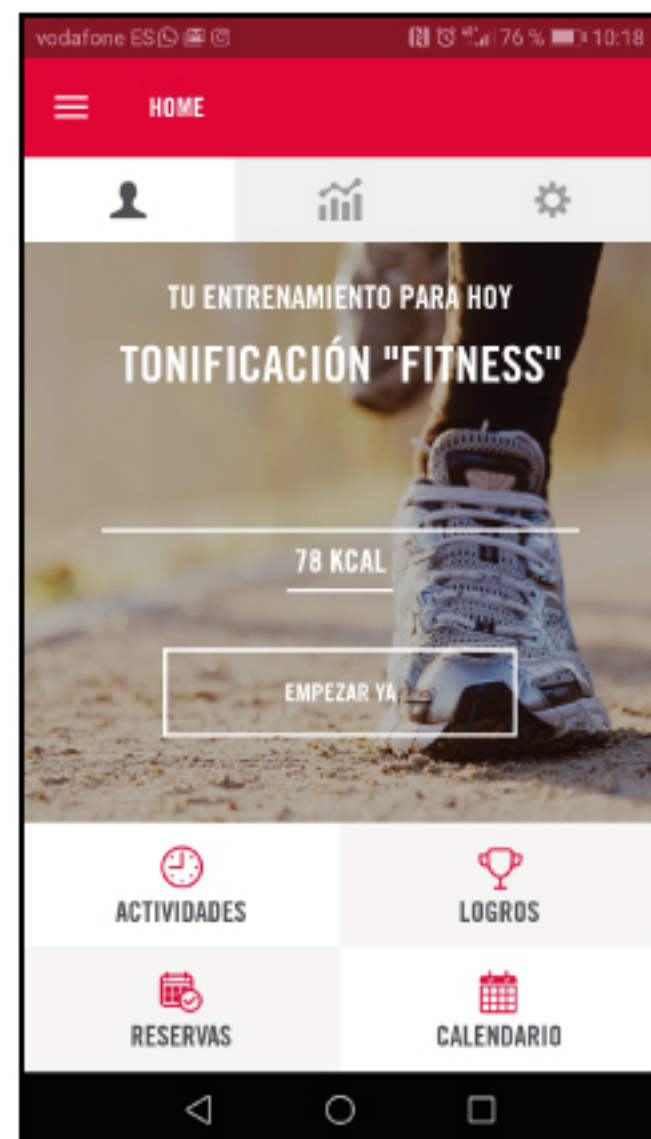 vodafone ES
76 % 10:18
HOME
TU ENTRENAMIENTO PARA HOY
TONIFICACIÓN "FITNESS"
78 KCAL
EMPEZAR YA
ACTIVIDADES
LOGROS
RESERVAS
CALENDARIO